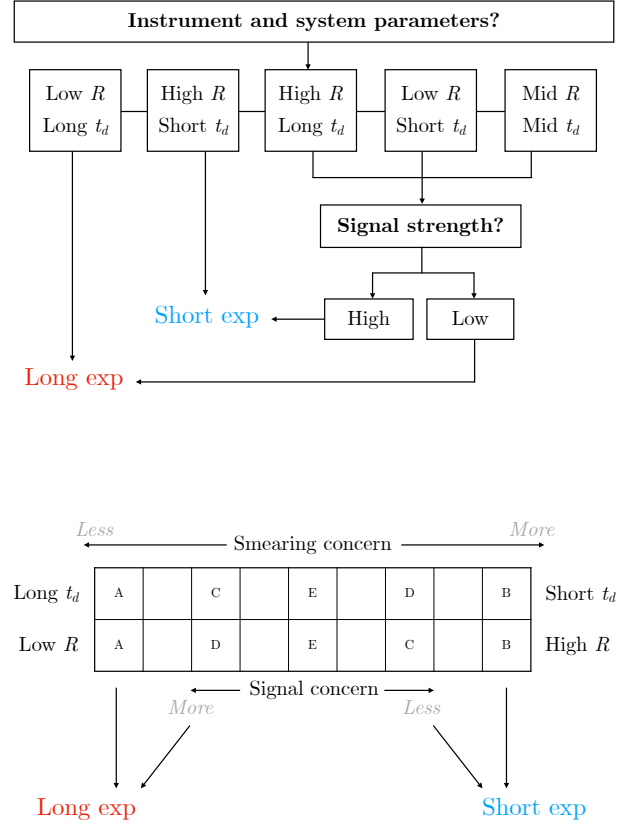 Instrument and system parameters?
Low R
Long t_d
High R
Short t_d
High R
Long t_d
Low R
Short t_d
Mid R
Mid t_d
Signal strength?
High
Low
Short exp
Long exp
Less
More
Smearing concern
Long t_d
A
C
E
D
B
Short t_d
Low R
A
D
E
C
B
High R
Signal concern
More
Less
Long exp
Short exp